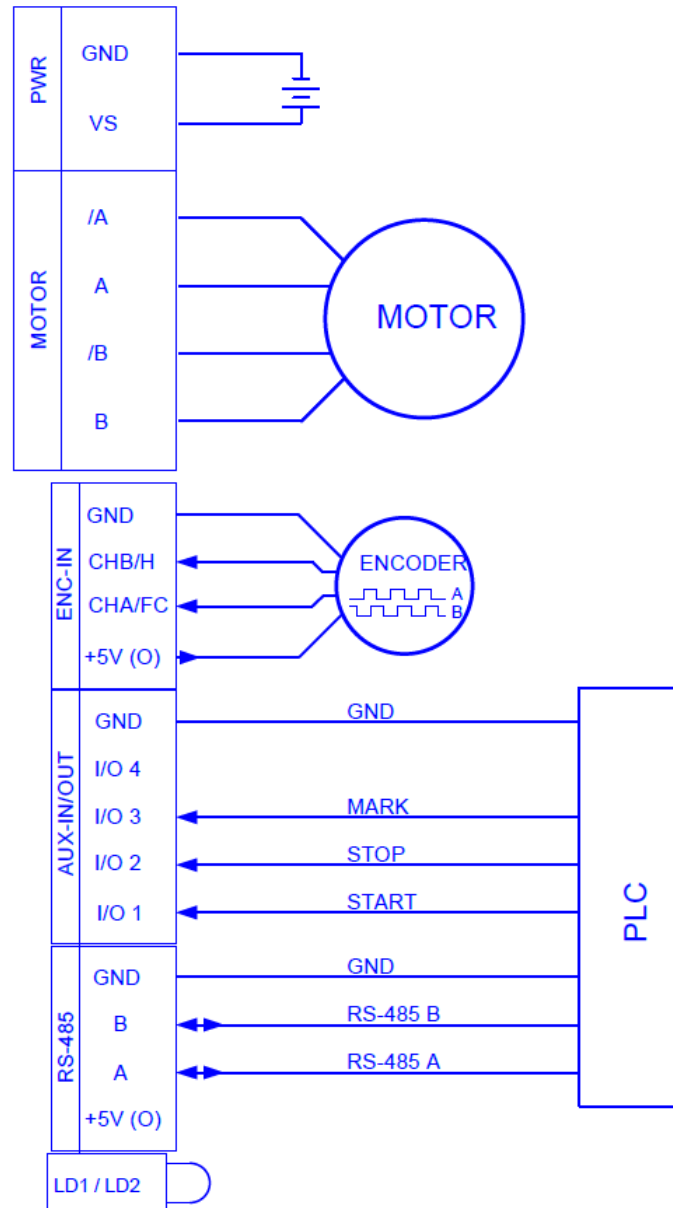 PWR
GND
VS
MOTOR
/A
A
/B
B
MOTOR
ENC-IN
GND
CHB/H
CHA/FC
+5V (O)
ENCODER
A
B
AUX-IN/OUT
GND
I/O 4
I/O 3
I/O 2
I/O 1
GND
MARK
STOP
START
PLC
RS-485
GND
B
A
+5V (O)
GND
RS-485 B
RS-485 A
LD1 / LD2